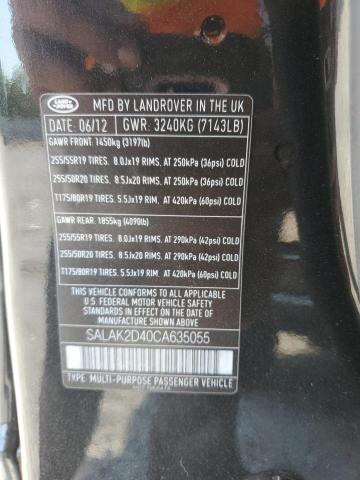 LAND ROVER
MFD BY LANDROVER IN THE UK
DATE: 06/12 GWR: 3240KG (7143LB)
GAWR FRONT: 1450kg (3197lb)
255/55R19 TIRES. 8.0Jx19 RIMS. AT 250kPA (36psi) COLD
255/50R20 TIRES. 8.5Jx20 RIMS. AT 250kPA (36psi) COLD
T175/80R19 TIRES. 5.5Jx19 RIM. AT 420kPA (60psi) COLD
GAWR REAR: 1855kg (4090lb)
255/55R19 TIRES. 8.0Jx19 RIMS. AT 290kPA (42psi) COLD
255/50R20 TIRES. 8.5Jx20 RIMS. AT 290kPA (42psi) COLD
T175/80R19 TIRES. 5.5Jx19 RIM. AT 420kPA (60psi) COLD
THIS VEHICLE CONFORMS TO ALL APPLICABLE
U.S. FEDERAL MOTOR VEHICLE SAFETY
STANDARDS IN EFFECT ON THE DATE OF
MANUFACTURE SHOWN ABOVE
SALAK2D40CA635055
TYPE: MULTI-PURPOSE PASSENGER VEHICLE